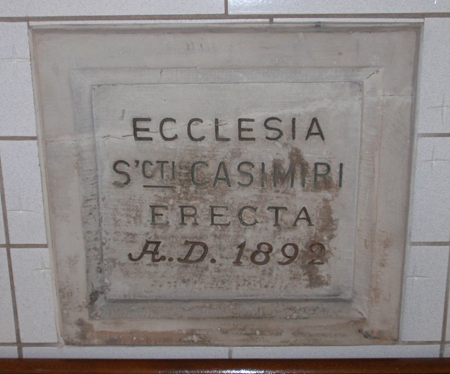 ECCLESIA
S'CTI CASIMIRI
ERECTA
A.D. 1892